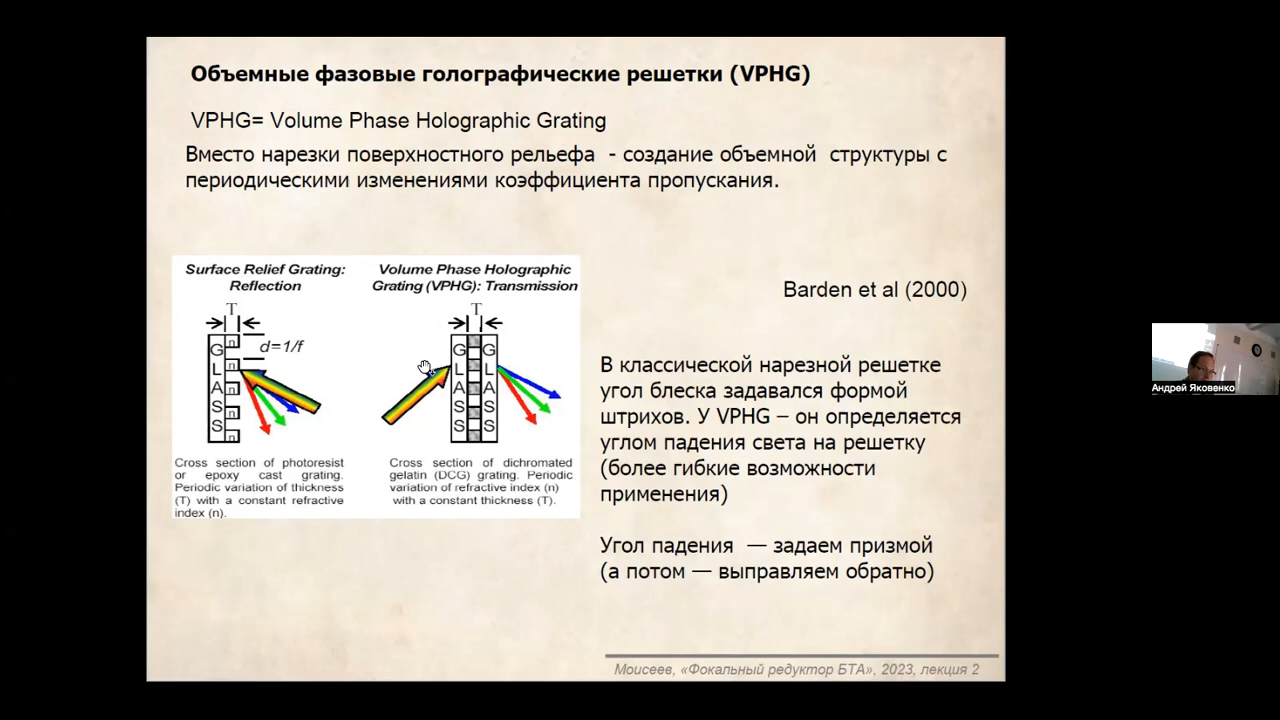 Объемные фазовые голографические решетки (VPHG)
VPHG= Volume Phase Holographic Grating
Вместо нарезки поверхностного рельефа - создание объемной структуры с
периодическими изменениями коэффициента пропускания.
Surface Relief Grating:
Reflection
T
d=1/f
n
n
n
n
n
GLASS
Cross section of photoresist
or epoxy cast grating.
Periodic variation of thickness
(T) with a constant refractive
index (n).
Volume Phase Holographic
Grating (VPHG): Transmission
T
GLASS
GLASS
Cross section of dichromated
gelatin (DCG) grating. Periodic
variation of refractive index (n)
with a constant thickness (T).
Barden et al (2000)
В классической нарезной решетке
угол блеска задавался формой
штрихов. У VPHG – он определяется
углом падения света на решетку
(более гибкие возможности
применения)
Угол падения — задаем призмой
(а потом — выправляем обратно)
Моисеев, «Фокальный редуктор БТА», 2023, лекция 2
Андрей Яковенко